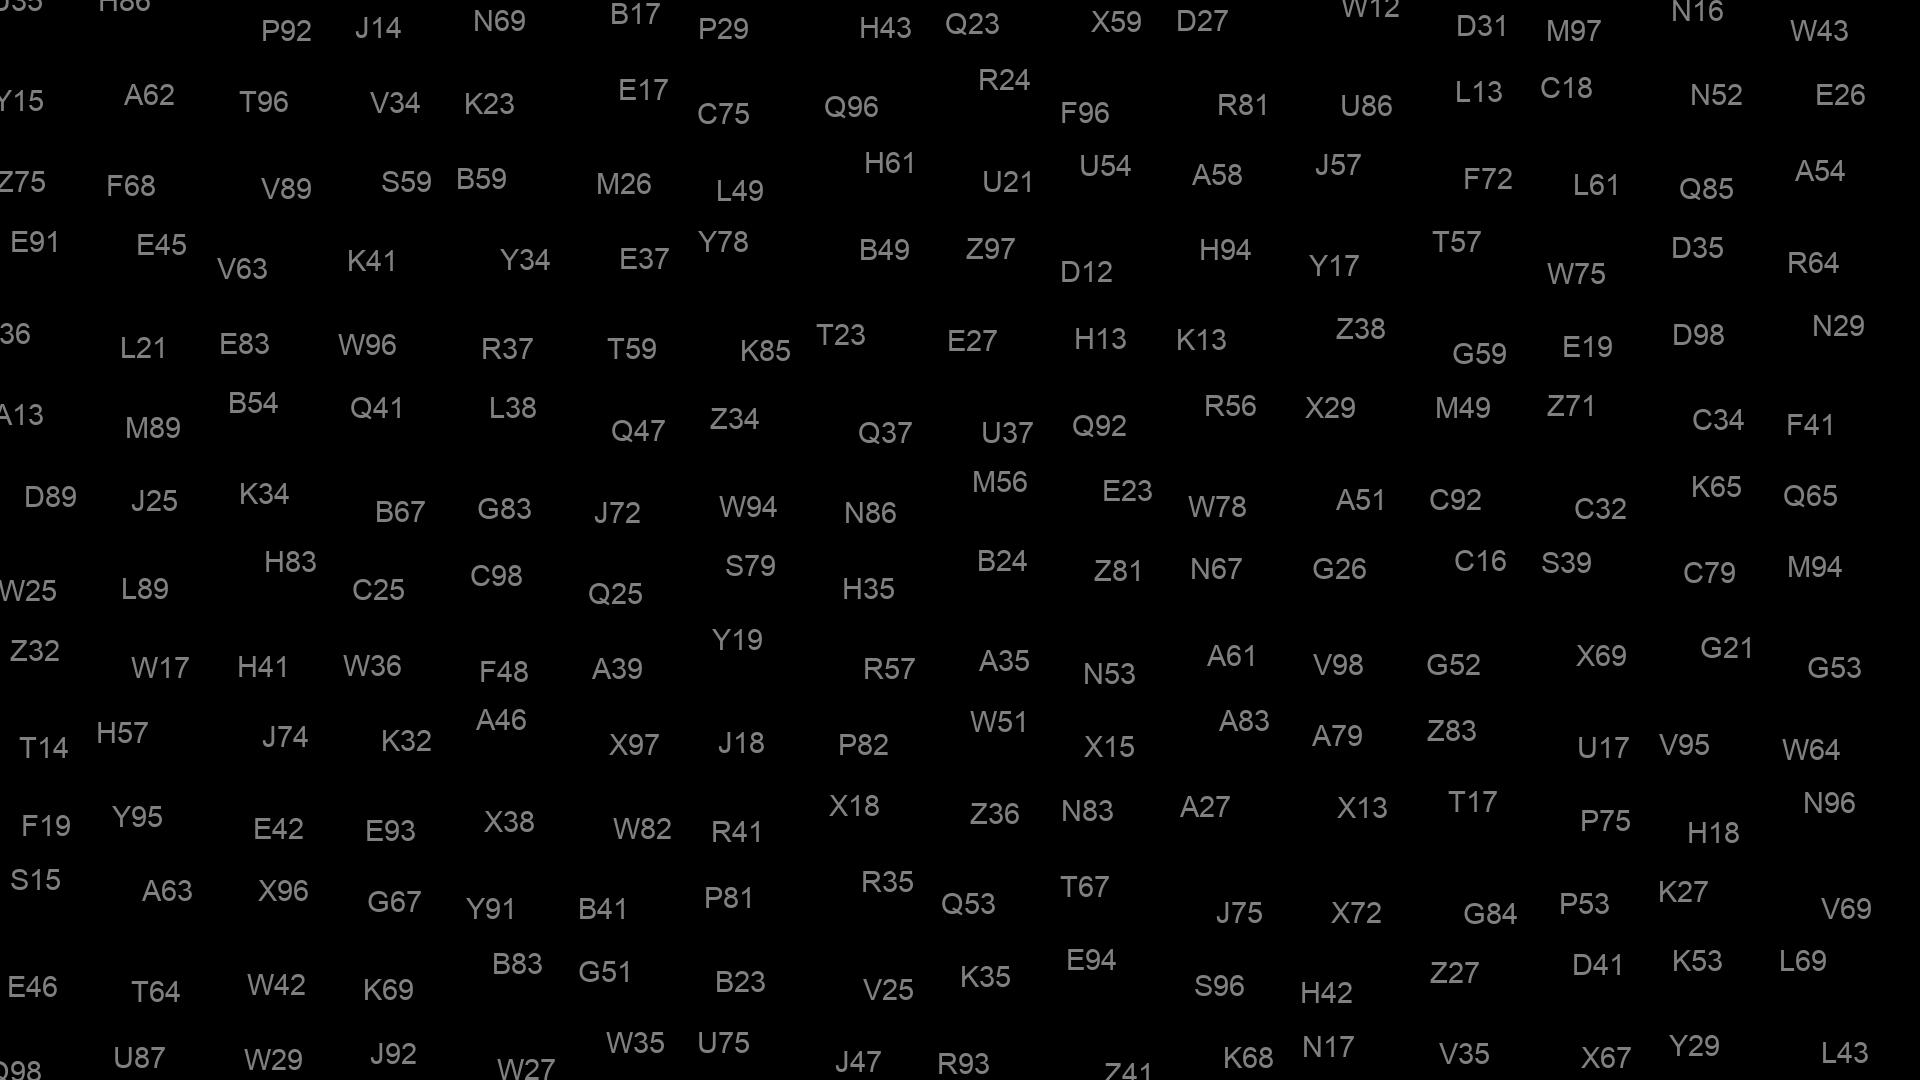 H86 P92 J14 N69 B17 P29 H43 Q23 X59 D27 W12 D31 M97 N16 W43
Y15 A62 T96 V34 K23 E17 C75 Q96 R24 F96 R81 U86 L13 C18 N52 E26
Z75 F68 V89 S59 B59 M26 L49 H61 U21 U54 A58 J57 F72 L61 Q85 A54
E91 E45 V63 K41 Y34 E37 Y78 B49 Z97 D12 H94 Y17 T57 W75 D35 R64
36 L21 E83 W96 R37 T59 K85 T23 E27 H13 K13 Z38 G59 E19 D98 N29
A13 M89 B54 Q41 L38 Q47 Z34 Q37 U37 Q92 R56 X29 M49 Z71 C34 F41
D89 J25 K34 B67 G83 J72 W94 N86 M56 E23 W78 A51 C92 C32 K65 Q65
W25 L89 H83 C25 C98 Q25 S79 H35 B24 Z81 N67 G26 C16 S39 C79 M94
Z32 W17 H41 W36 F48 A39 Y19 R57 A35 N53 A61 V98 G52 X69 G21 G53
T14 H57 J74 K32 A46 X97 J18 P82 W51 X15 A83 A79 Z83 U17 V95 W64
F19 Y95 E42 E93 X38 W82 R41 X18 Z36 N83 A27 X13 T17 P75 H18 N96
S15 A63 X96 G67 Y91 B41 P81 R35 Q53 T67 J75 X72 G84 P53 K27 V69
E46 T64 W42 K69 B83 G51 B23 V25 K35 E94 S96 H42 Z27 D41 K53 L69
Q98 U87 W29 J92 W27 W35 U75 J47 R93 Z41 K68 N17 V35 X67 Y29 L43